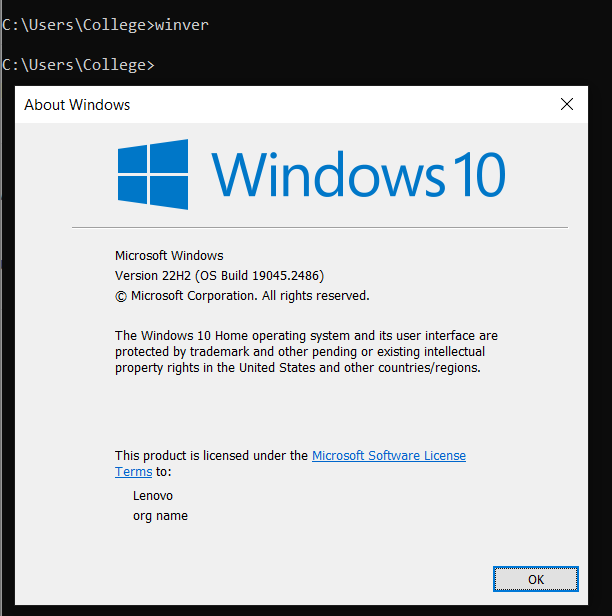 C:\Users\College>winver
C:\Users\College>
About Windows
Windows 10
Microsoft Windows
Version 22H2 (OS Build 19045.2486)
© Microsoft Corporation. All rights reserved.
The Windows 10 Home operating system and its user interface are
protected by trademark and other pending or existing intellectual
property rights in the United States and other countries/regions.
This product is licensed under the Microsoft Software License
Terms to:
Lenovo
org name
OK